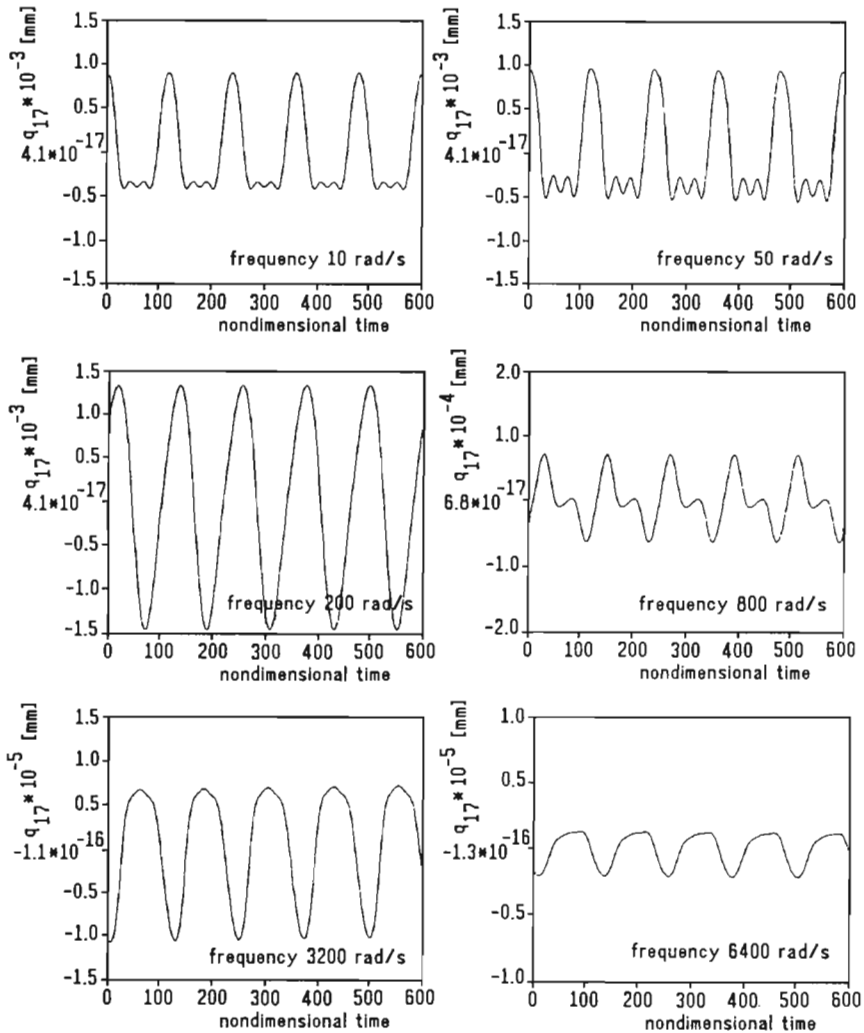 q₁₇*10⁻³ [mm]
1.5
1.0
0.5
4.1*10⁻¹⁷
-0.5
-1.0
-1.5
frequency 10 rad/s
0 100 200 300 400 500 600
nondimensional time
q₁₇*10⁻³ [mm]
1.5
1.0
0.5
4.1*10⁻¹⁷
-0.5
-1.0
-1.5
frequency 50 rad/s
0 100 200 300 400 500 600
nondimensional time
q₁₇*10⁻³ [mm]
1.5
1.0
4.1*10⁻¹⁷
-0.5
-1.0
-1.5
frequency 200 rad/s
0 100 200 300 400 500 600
nondimensional time
q₁₇*10⁻⁴ [mm]
2.0
1.0
6.8*10⁻¹⁷
-1.0
-2.0
frequency 800 rad/s
0 100 200 300 400 500 600
nondimensional time
q₁₇*10⁻⁵ [mm]
1.5
1.0
0.5
-1.1*10⁻¹⁶
-0.5
-1.0
-1.5
frequency 3200 rad/s
0 100 200 300 400 500 600
nondimensional time
q₁₇*10⁻⁵ [mm]
1.0
0.5
-1.3*10⁻¹⁶
-0.5
-1.0
frequency 6400 rad/s
0 100 200 300 400 500 600
nondimensional time